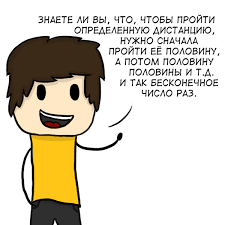 ЗНАЕТЕ ЛИ ВЫ, ЧТО, ЧТОБЫ ПРОЙТИ
ОПРЕДЕЛЕННУЮ ДИСТАНЦИЮ,
НУЖНО СНАЧАЛА
ПРОЙТИ ЕЁ ПОЛОВИНУ,
А ПОТОМ ПОЛОВИНУ
ПОЛОВИНЫ И Т.Д.
И ТАК БЕСКОНЕЧНОЕ
ЧИСЛО РАЗ.